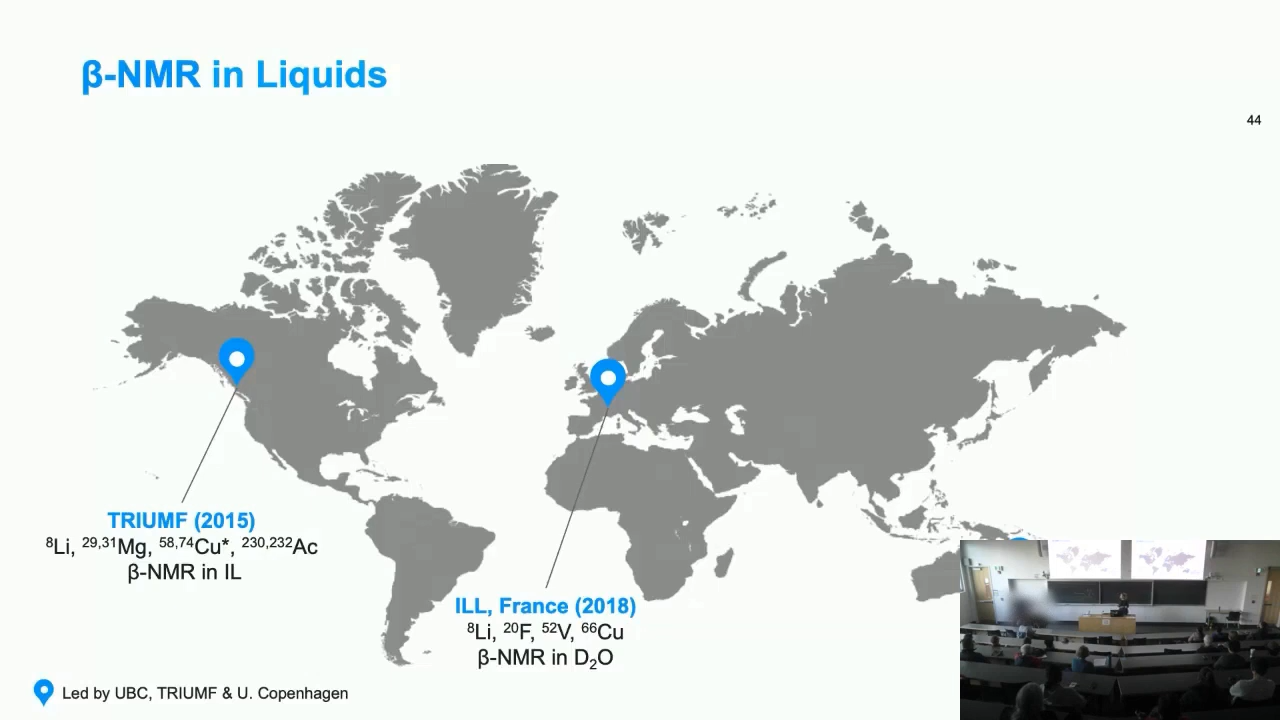 β-NMR in Liquids
44
TRIUMF (2015)
⁸Li, ²⁹,³¹Mg, ⁵⁸,⁷⁴Cu*, ²³⁰,²³²Ac
β-NMR in IL
ILL, France (2018)
⁸Li, ²⁰F, ⁵²V, ⁶⁶Cu
β-NMR in D₂O
Led by UBC, TRIUMF & U. Copenhagen